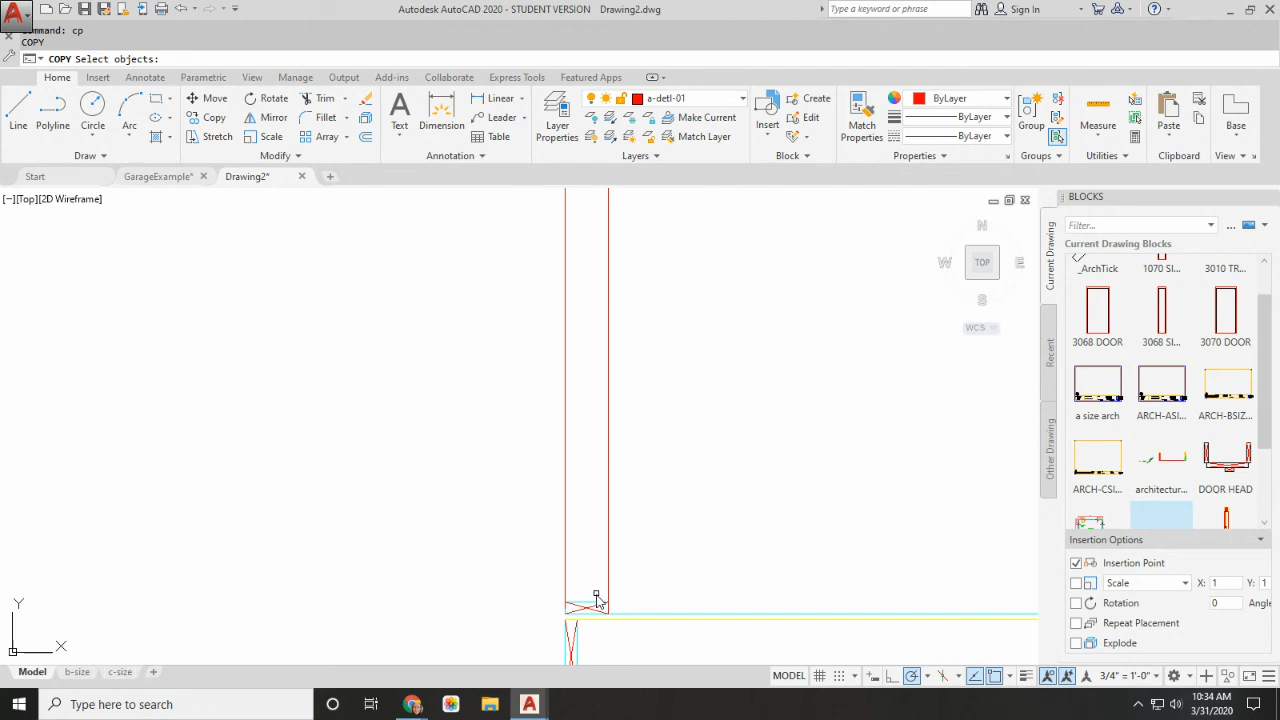 Autodesk AutoCAD 2020 - STUDENT VERSION Drawing2.dwg
Type a keyword or phrase
Sign In
Command: cp
COPY
COPY Select objects:
Home Insert Annotate Parametric View Manage Output Add-ins Collaborate Express Tools Featured Apps
Line Polyline Circle Arc
Move Rotate Trim
Copy Mirror Fillet
Stretch Scale Array
Text Dimension
Linear
Leader
Table
Layer Properties
a-detl-01
Make Current
Match Layer
Insert
Create
Edit
Match Properties
ByLayer
ByLayer
ByLayer
Group
Measure
Paste
Base
Draw Modify Annotation Layers Block Properties Groups Utilities Clipboard View
Start GarageExample* Drawing2*
[−][Top][2D Wireframe]
N
W TOP E
S
WCS
BLOCKS
Filter...
...
Current Drawing Blocks
Current Drawing
Recent
Other Drawing
_ArchTick 1070 SI... 3010 TR...
3068 DOOR 3068 SI... 3070 DOOR
a size arch ARCH-ASI... ARCH-BSIZ...
ARCH-CSI... architectur... DOOR HEAD
Insertion Options
Insertion Point
Scale X: 1 Y: 1
Rotation 0 Angle
Repeat Placement
Explode
Y
X
Model b-size c-size
MODEL
3/4" = 1'-0"
Type here to search
10:34 AM
3/31/2020